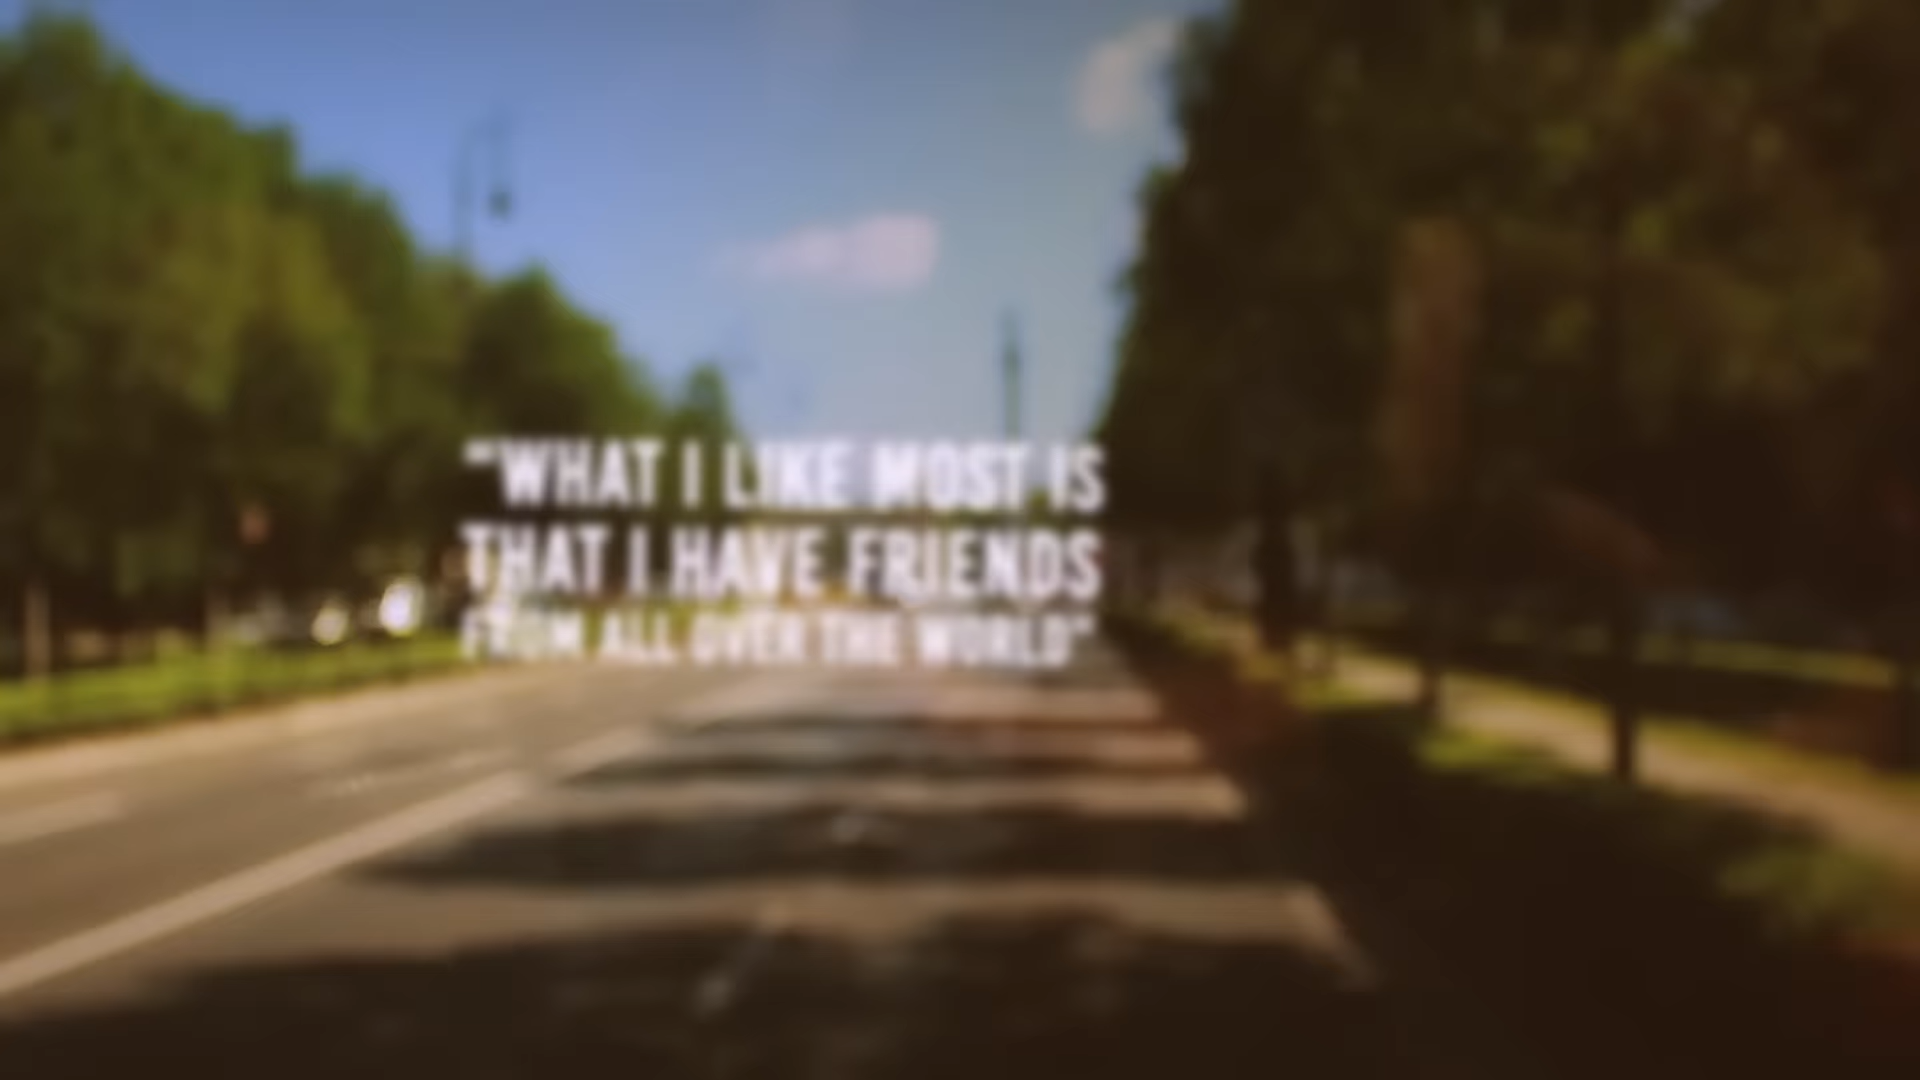 "WHAT I LIKE MOST IS
THAT I HAVE FRIENDS
FROM ALL OVER THE WORLD"